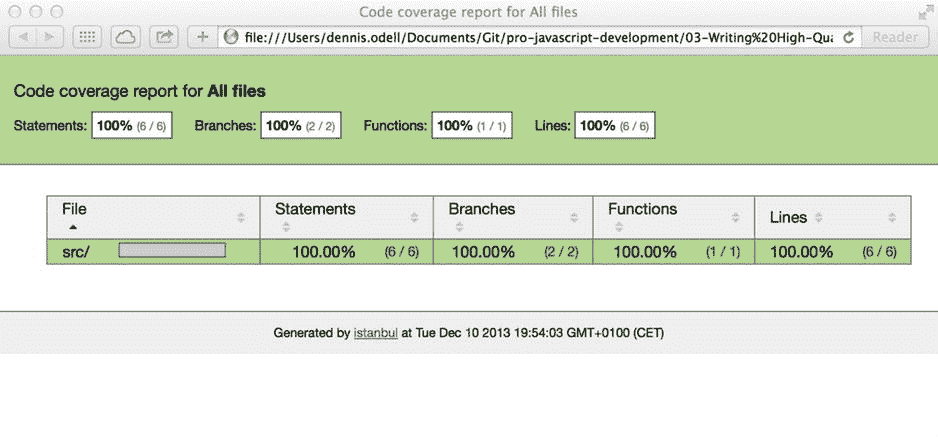 Code coverage report for All files
file:///Users/dennis.odell/Documents/Git/pro-javascript-development/03-Writing%20High-Qua
Reader
Code coverage report for All files
Statements: 100% (6 / 6) Branches: 100% (2 / 2) Functions: 100% (1 / 1) Lines: 100% (6 / 6)
File Statements Branches Functions Lines
src/ 100.00% (6 / 6) 100.00% (2 / 2) 100.00% (1 / 1) 100.00% (6 / 6)
Generated by istanbul at Tue Dec 10 2013 19:54:03 GMT+0100 (CET)